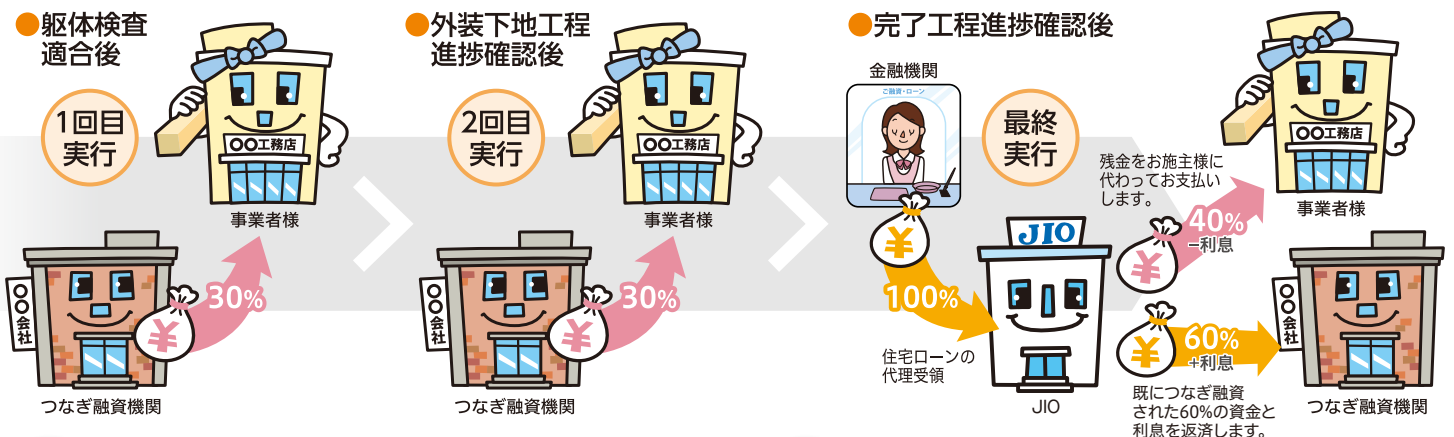 ●躯体検査
適合後
1回目
実行
〇〇工務店
事業者様
〇〇会社
¥
30%
つなぎ融資機関
●外装下地工程
進捗確認後
2回目
実行
〇〇工務店
事業者様
〇〇会社
¥
30%
つなぎ融資機関
●完了工程進捗確認後
金融機関
ご融資・ローン
最終
実行
¥
100%
住宅ローンの
代理受領
JIO
JIO
残金をお施主様に
代わってお支払い
します。
¥
40%
−利息
〇〇工務店
事業者様
¥
60%
+利息
既につなぎ融資
された60%の資金と
利息を返済します。
〇〇会社
つなぎ融資機関